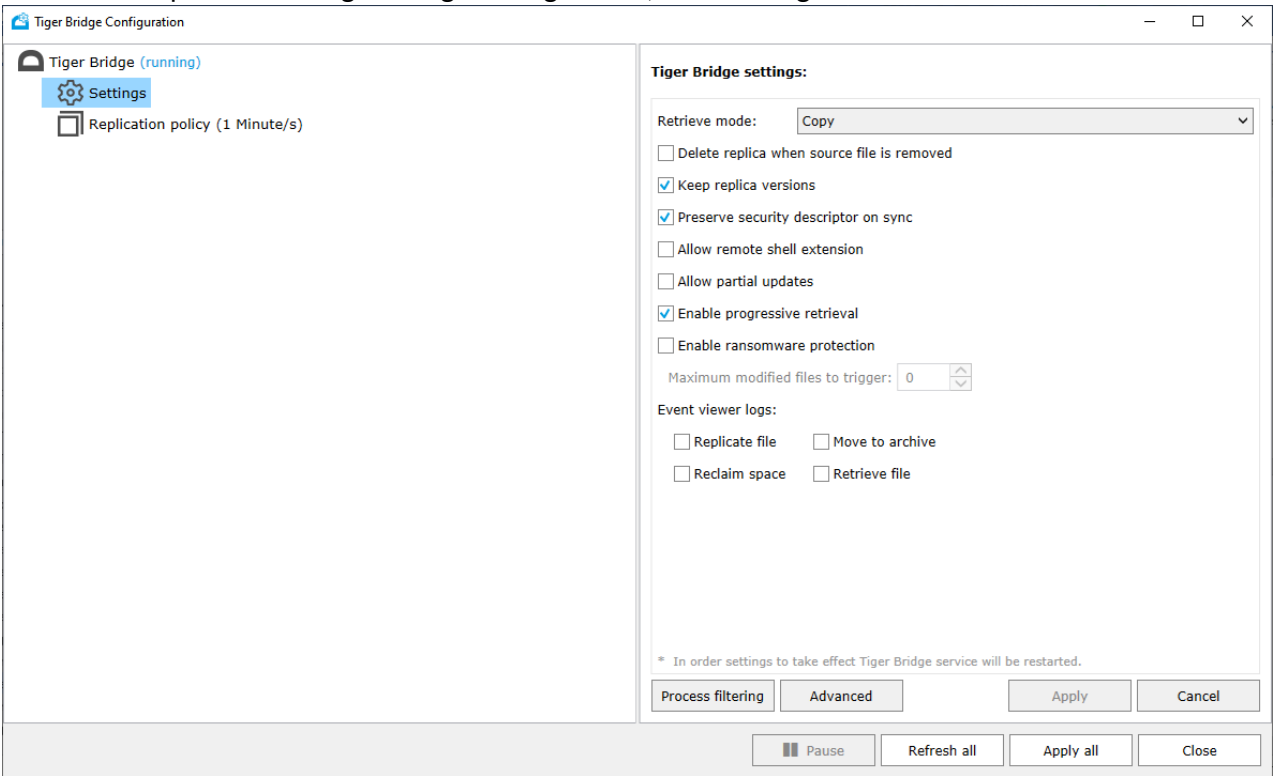 Tiger Bridge Configuration
Tiger Bridge (running)
Settings
Replication policy (1 Minute/s)
Tiger Bridge settings:
Retrieve mode: Copy
Delete replica when source file is removed
Keep replica versions
Preserve security descriptor on sync
Allow remote shell extension
Allow partial updates
Enable progressive retrieval
Enable ransomware protection
Maximum modified files to trigger: 0
Event viewer logs:
Replicate file Move to archive
Reclaim space Retrieve file
* In order settings to take effect Tiger Bridge service will be restarted.
Process filtering Advanced Apply Cancel
Pause Refresh all Apply all Close